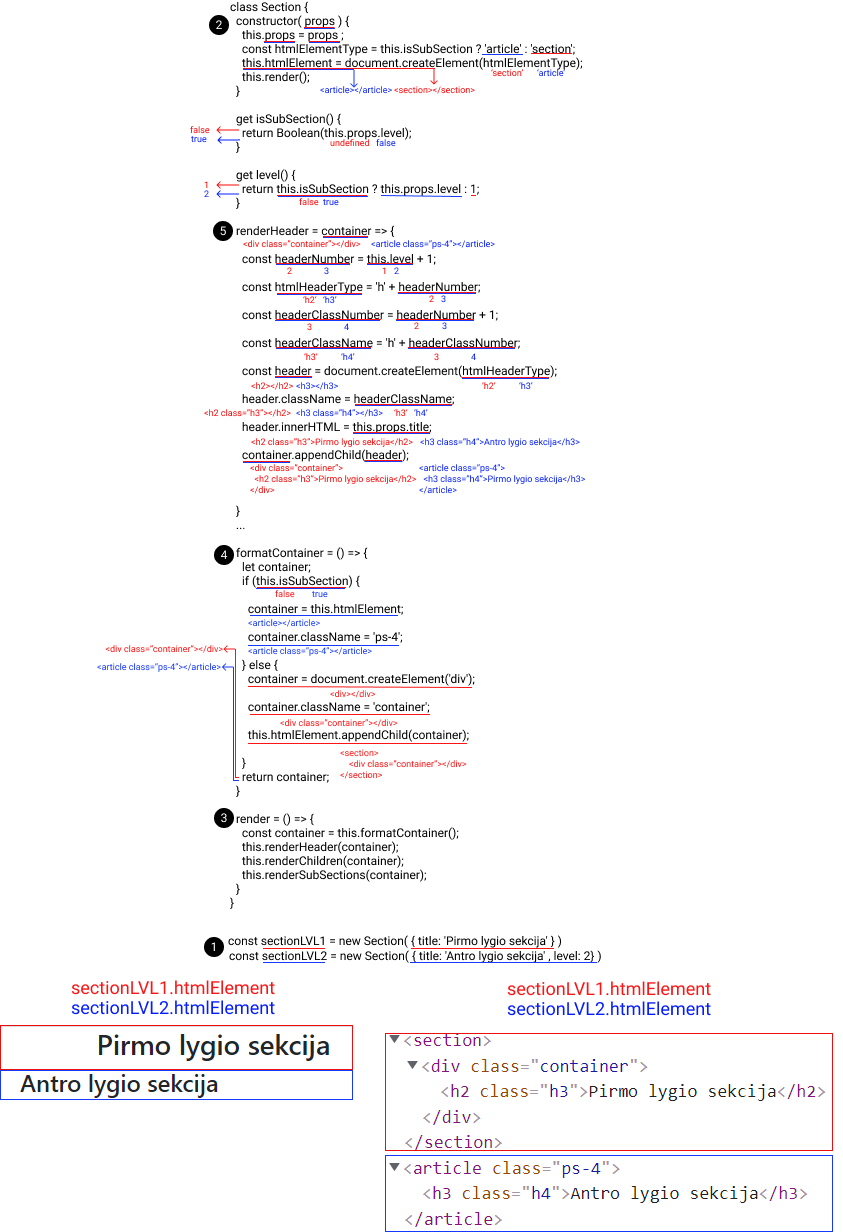 class Section {
2
constructor( props ) {
this.props = props ;
const htmlElementType = this.isSubSection ? 'article' : 'section';
this.htmlElement = document.createElement(htmlElementType);
'section' 'article'
this.render();
<article></article> <section></section>
}
get isSubSection() {
false
return Boolean(this.props.level);
true
undefined false
}
get level() {
1
return this.isSubSection ? this.props.level : 1;
2
false true
}
5
renderHeader = container => {
<div class="container"></div> <article class="ps-4"></article>
const headerNumber = this.level + 1;
2 3 1 2
const htmlHeaderType = 'h' + headerNumber;
'h2' 'h3' 2 3
const headerClassNumber = headerNumber + 1;
3 4 2 3
const headerClassName = 'h' + headerClassNumber;
'h3' 'h4' 3 4
const header = document.createElement(htmlHeaderType);
<h2></h2> <h3></h3> 'h2' 'h3'
header.className = headerClassName;
<h2 class="h3"></h2> <h3 class="h4"></h3> 'h3' 'h4'
header.innerHTML = this.props.title;
<h2 class="h3">Pirmo lygio sekcija</h2> <h3 class="h4">Antro lygio sekcija</h3>
container.appendChild(header);
<div class="container"> <article class="ps-4">
<h2 class="h3">Pirmo lygio sekcija</h2> <h3 class="h4">Pirmo lygio sekcija</h3>
</div> </article>
}
...
4
formatContainer = () => {
let container;
if (this.isSubSection) {
false true
container = this.htmlElement;
<article></article>
container.className = 'ps-4';
<div class="container"></div>
<article class="ps-4"></article>
} else {
<article class="ps-4"></article>
container = document.createElement('div');
<div></div>
container.className = 'container';
<div class="container"></div>
this.htmlElement.appendChild(container);
<section>
}
<div class="container"></div>
return container;
</section>
}
3
render = () => {
const container = this.formatContainer();
this.renderHeader(container);
this.renderChildren(container);
this.renderSubSections(container);
}
}
1
const sectionLVL1 = new Section( { title: 'Pirmo lygio sekcija' } )
const sectionLVL2 = new Section( { title: 'Antro lygio sekcija' , level: 2} )
sectionLVL1.htmlElement
sectionLVL2.htmlElement
Pirmo lygio sekcija
Antro lygio sekcija
sectionLVL1.htmlElement
sectionLVL2.htmlElement
<section>
<div class="container">
<h2 class="h3">Pirmo lygio sekcija</h2>
</div>
</section>
<article class="ps-4">
<h3 class="h4">Antro lygio sekcija</h3>
</article>